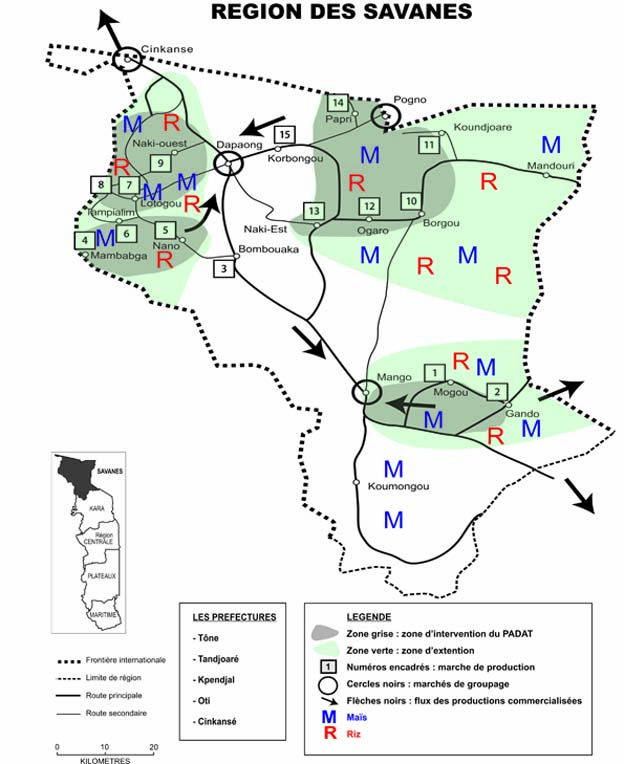 REGION DES SAVANES
Cinkanse
14
Pogno
Papri
M
R
15
Koundjoare
Dapaong
11
M
Naki-ouest
Korbongou
M
Mandouri
R
9
8
7
M
M
R
R
Lotogou
R
Tampialim
13
12
10
Borgou
5
Naki-Est
Ogaro
4
M
6
Nano
Bombouaka
Mambabga
R
3
M
M
R
R
1
R
M
Mango
Mogou
2
Gando
M
R
M
M
Koumongou
M
SAVANES
KARA
Région
CENTRÂLE
PLATEAUX
MARITIME
Frontière internationale
Limite de région
Route principale
Route secondaire
0 10 20
KILOMETRES
LES PREFECTURES
- Tône
- Tandjoaré
- Kpendjal
- Oti
- Cinkansé
LEGENDE
Zone grise : zone d'intervention du PADAT
Zone verte : zone d'extention
1 Numéros encadrés : marche de production
Cercles noirs : marchés de groupage
Flèches noirs : flux des productions commercialisées
M Maïs
R Riz